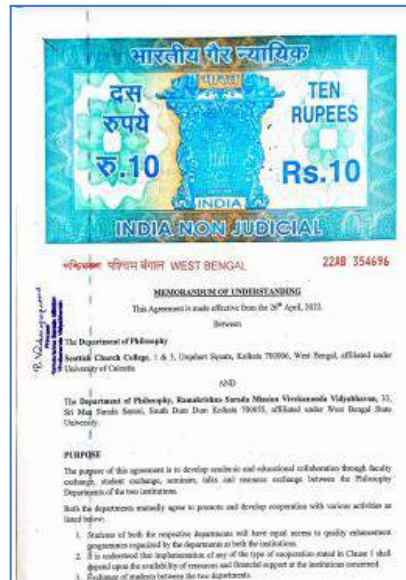 भारतीय गैर न्यायिक
भारत
दस
रुपये
रु.10
TEN
RUPEES
Rs.10
INDIA
INDIA NON JUDICIAL
पश्चिम बंगाल WEST BENGAL
22AB 354696
MEMORANDUM OF UNDERSTANDING
This Agreement is made effective from the 26th April, 2022.
Between
The Department of Philosophy
Scottish Church College, 1 & 3, Urquhart Square, Kolkata 700006, West Bengal, affiliated under
University of Calcutta
AND
The Department of Philosophy, Ramakrishna Sarada Mission Vivekananda Vidyabhavan, 33,
Sri Maa Sarada Sarani, South Dum Dum Kolkata 700055, affiliated under West Bengal State
University.
PURPOSE
The purpose of this agreement is to develop academic and educational collaboration through faculty
exchange, student exchange, seminars, talks and resource exchange between the Philosophy
Departments of the two institutions.
Both the departments mutually agree to promote and develop cooperation with various activities as
listed below:
1. Students of both the respective departments will have equal access to quality enhancement
programmes organized by the departments at both the institutions.
2. It is understood that implementation of any of the type of cooperation stated in Clause 1 shall
depend upon the availability of resources and financial support at the institutions concerned.
3. Exchange of students between the two departments.